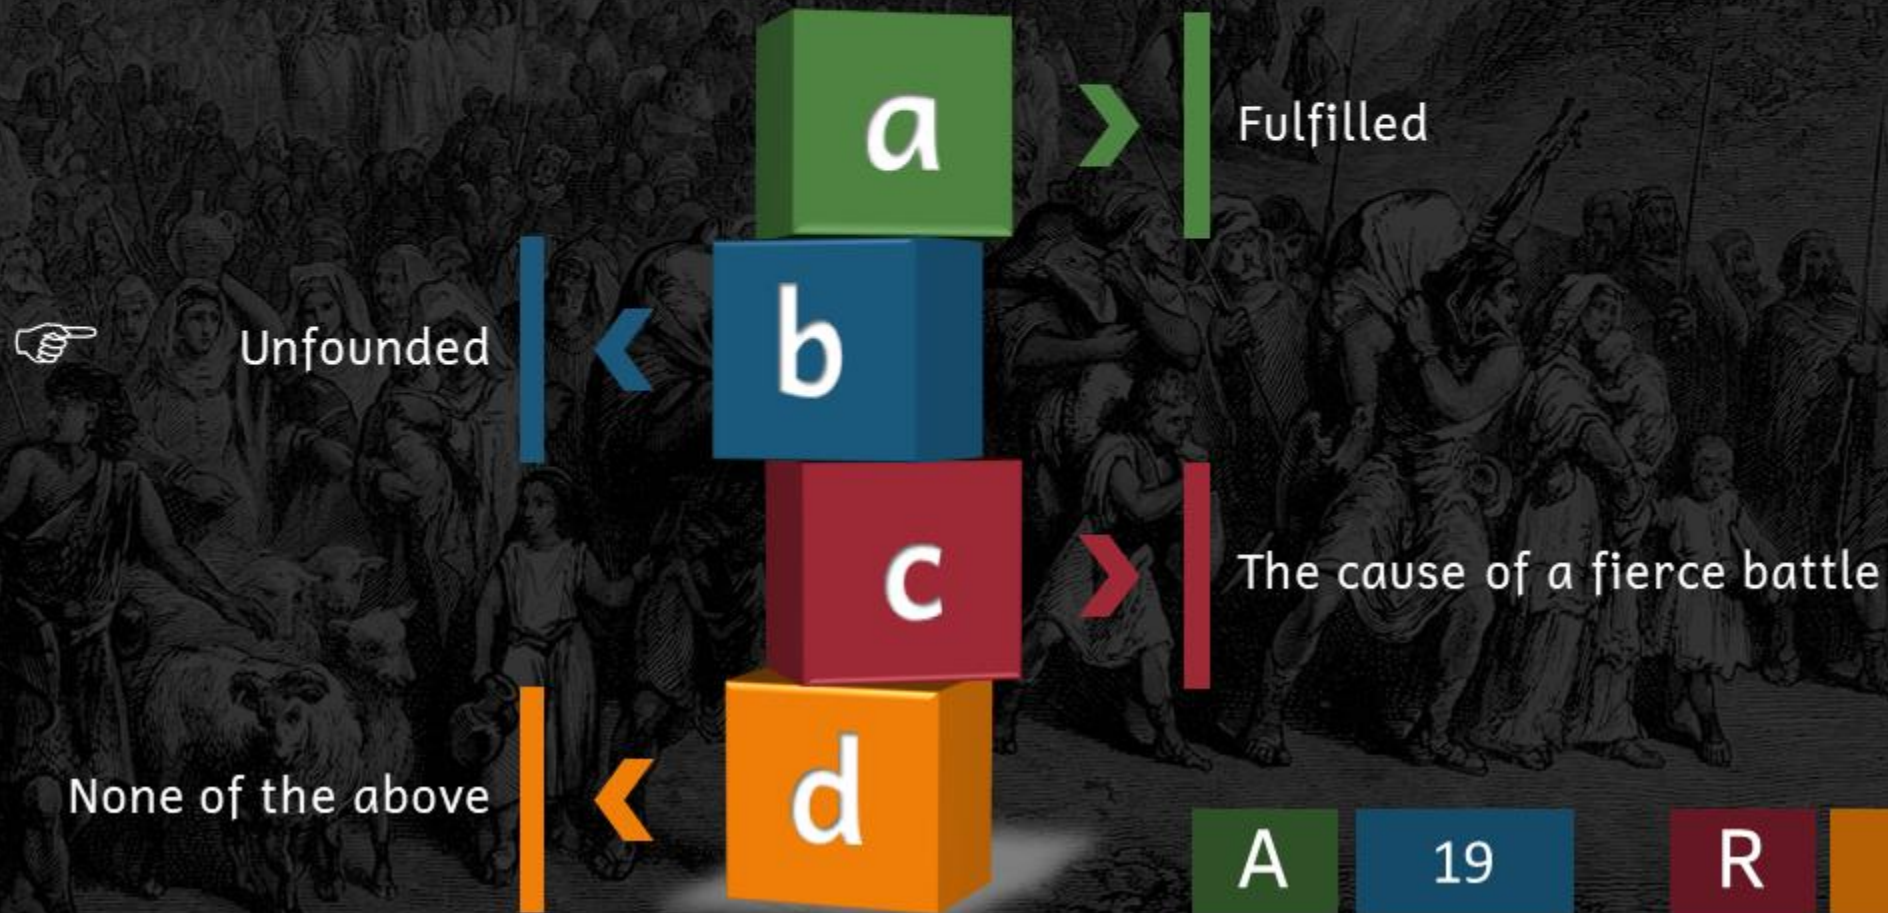 a
Fulfilled
☞ Unfounded
b
c
The cause of a fierce battle
None of the above
d
A
19
R